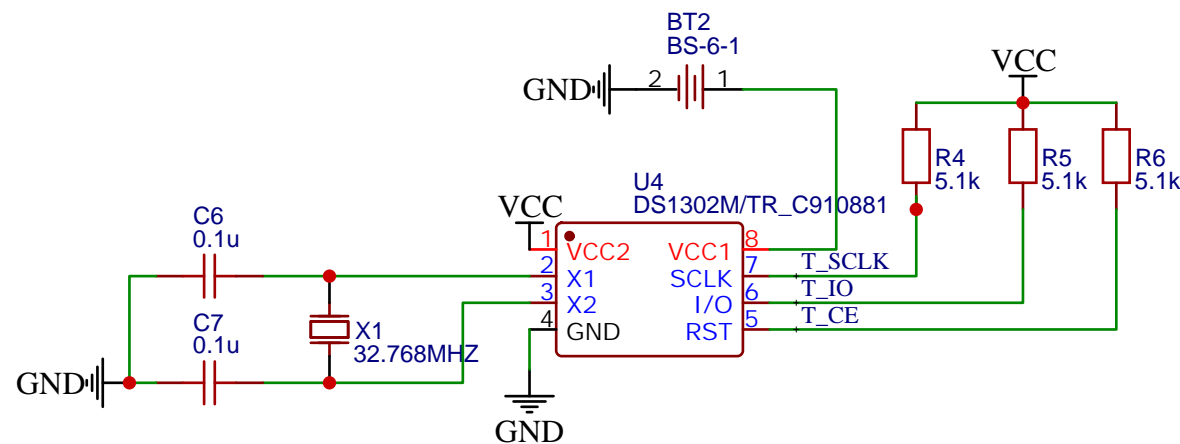 BT2
BS-6-1
GND
2
1
VCC
R4
5.1k
R5
5.1k
R6
5.1k
U4
DS1302M/TR_C910881
VCC
C6
0.1u
1
VCC2
VCC1
8
2
X1
SCLK
7
T_SCLK
3
X2
I/O
6
T_IO
4
GND
RST
5
T_CE
C7
0.1u
X1
32.768MHZ
GND
GND